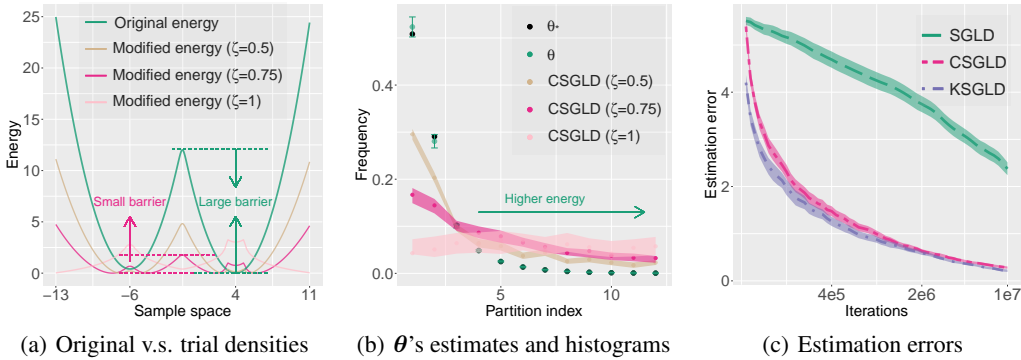 25
20
15
10
5
0
Energy
Original energy
Modified energy (ζ=0.5)
Modified energy (ζ=0.75)
Modified energy (ζ=1)
Small barrier
Large barrier
−13
−6
4
11
Sample space
(a) Original v.s. trial densities
0.4
0.2
0.0
Frequency
θ*
θ
CSGLD (ζ=0.5)
CSGLD (ζ=0.75)
CSGLD (ζ=1)
Higher energy
5
10
Partition index
(b) θ's estimates and histograms
4
2
0
Estimation error
SGLD
CSGLD
KSGLD
4e5
2e6
1e7
Iterations
(c) Estimation errors